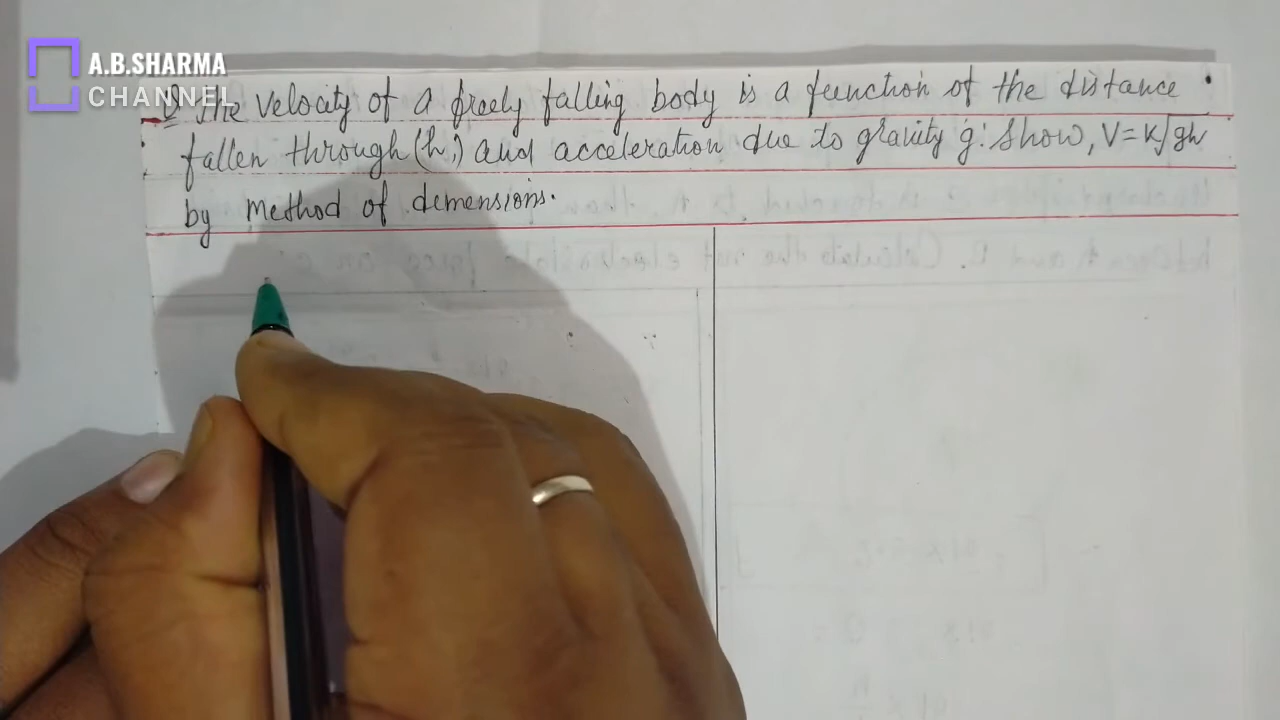 A.B.SHARMA
CHANNEL
Q The velocity of a freely falling body is a function of the distance
fallen through (h) and acceleration due to gravity g. Show, V = K√gh
by method of demensions.